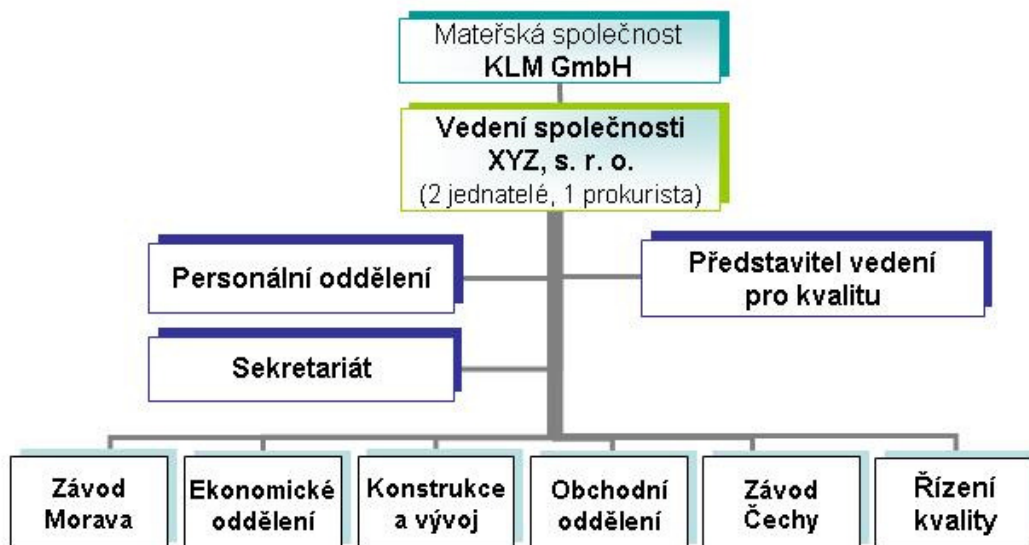 Mateřská společnost
KLM GmbH
Vedení společnosti
XYZ, s. r. o.
(2 jednatelé, 1 prokurista)
Personální oddělení
Představitel vedení
pro kvalitu
Sekretariát
Závod
Morava
Ekonomické
oddělení
Konstrukce
a vývoj
Obchodní
oddělení
Závod
Čechy
Řízení
kvality